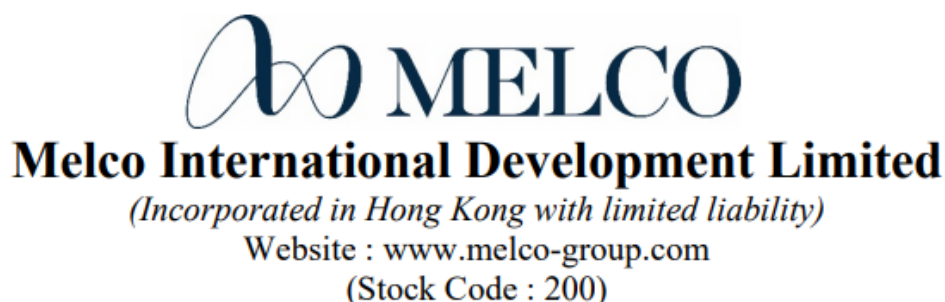 MELCO
Melco International Development Limited
(Incorporated in Hong Kong with limited liability)
Website : www.melco-group.com
(Stock Code : 200)